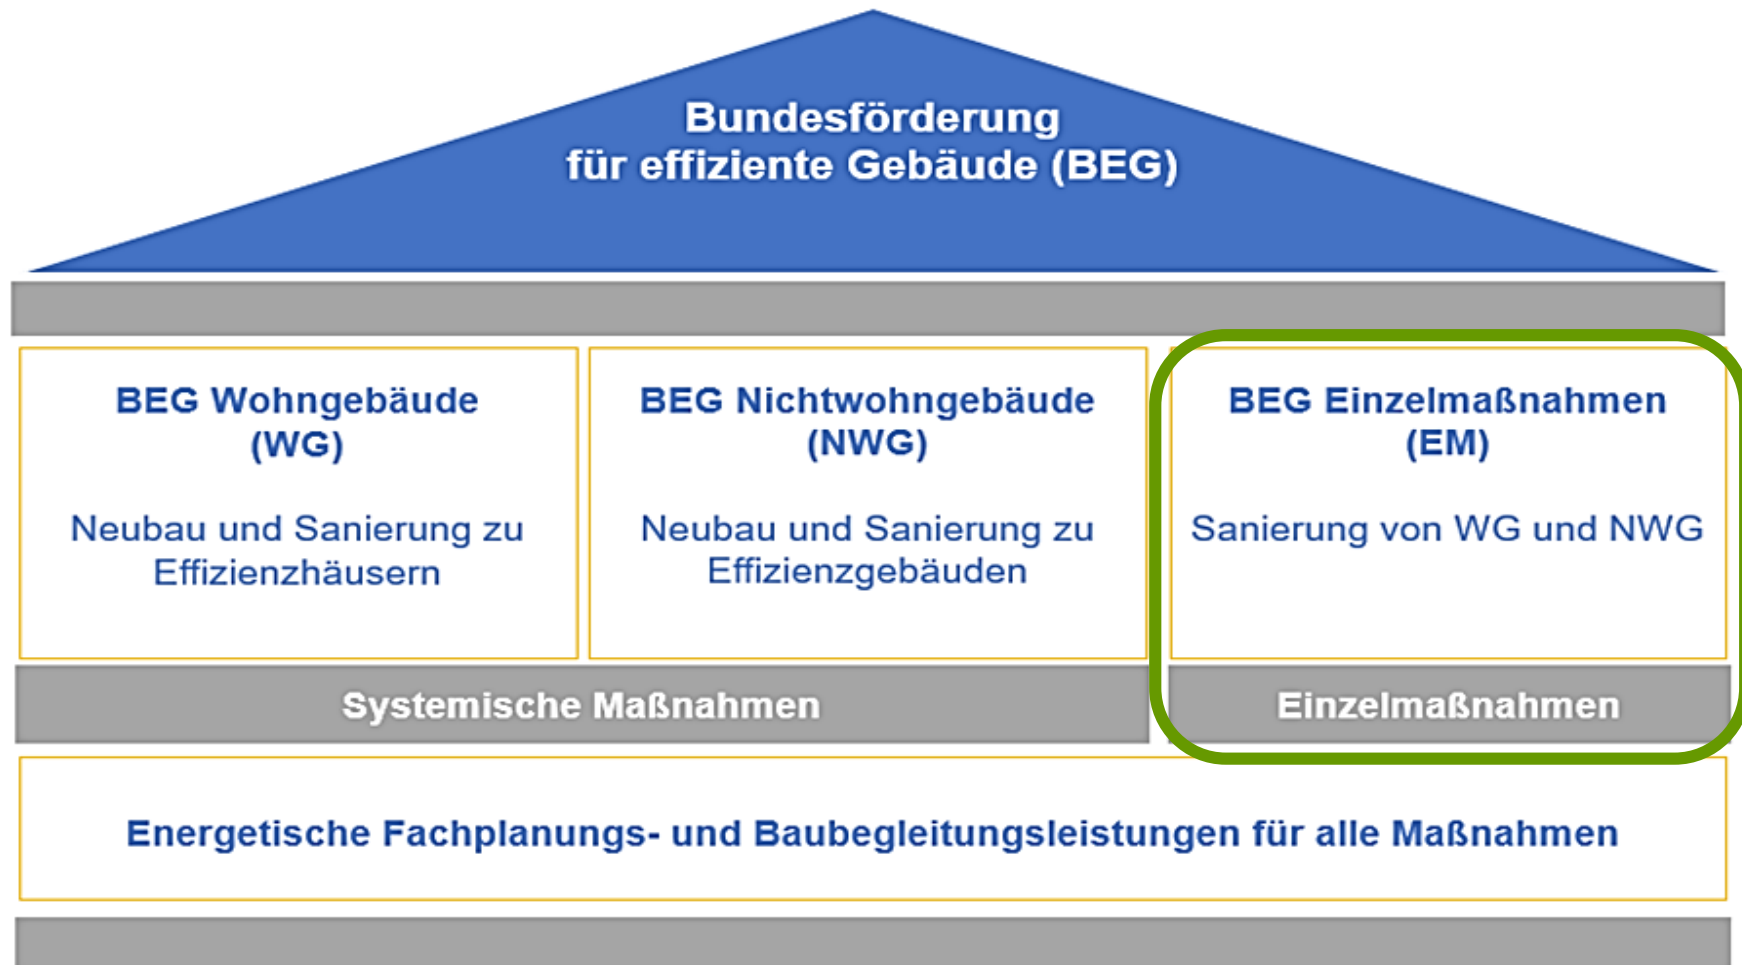 Bundesförderung
für effiziente Gebäude (BEG)
BEG Wohngebäude
(WG)
Neubau und Sanierung zu
Effizienzhäusern
BEG Nichtwohngebäude
(NWG)
Neubau und Sanierung zu
Effizienzgebäuden
BEG Einzelmaßnahmen
(EM)
Sanierung von WG und NWG
Systemische Maßnahmen
Einzelmaßnahmen
Energetische Fachplanungs- und Baubegleitungsleistungen für alle Maßnahmen